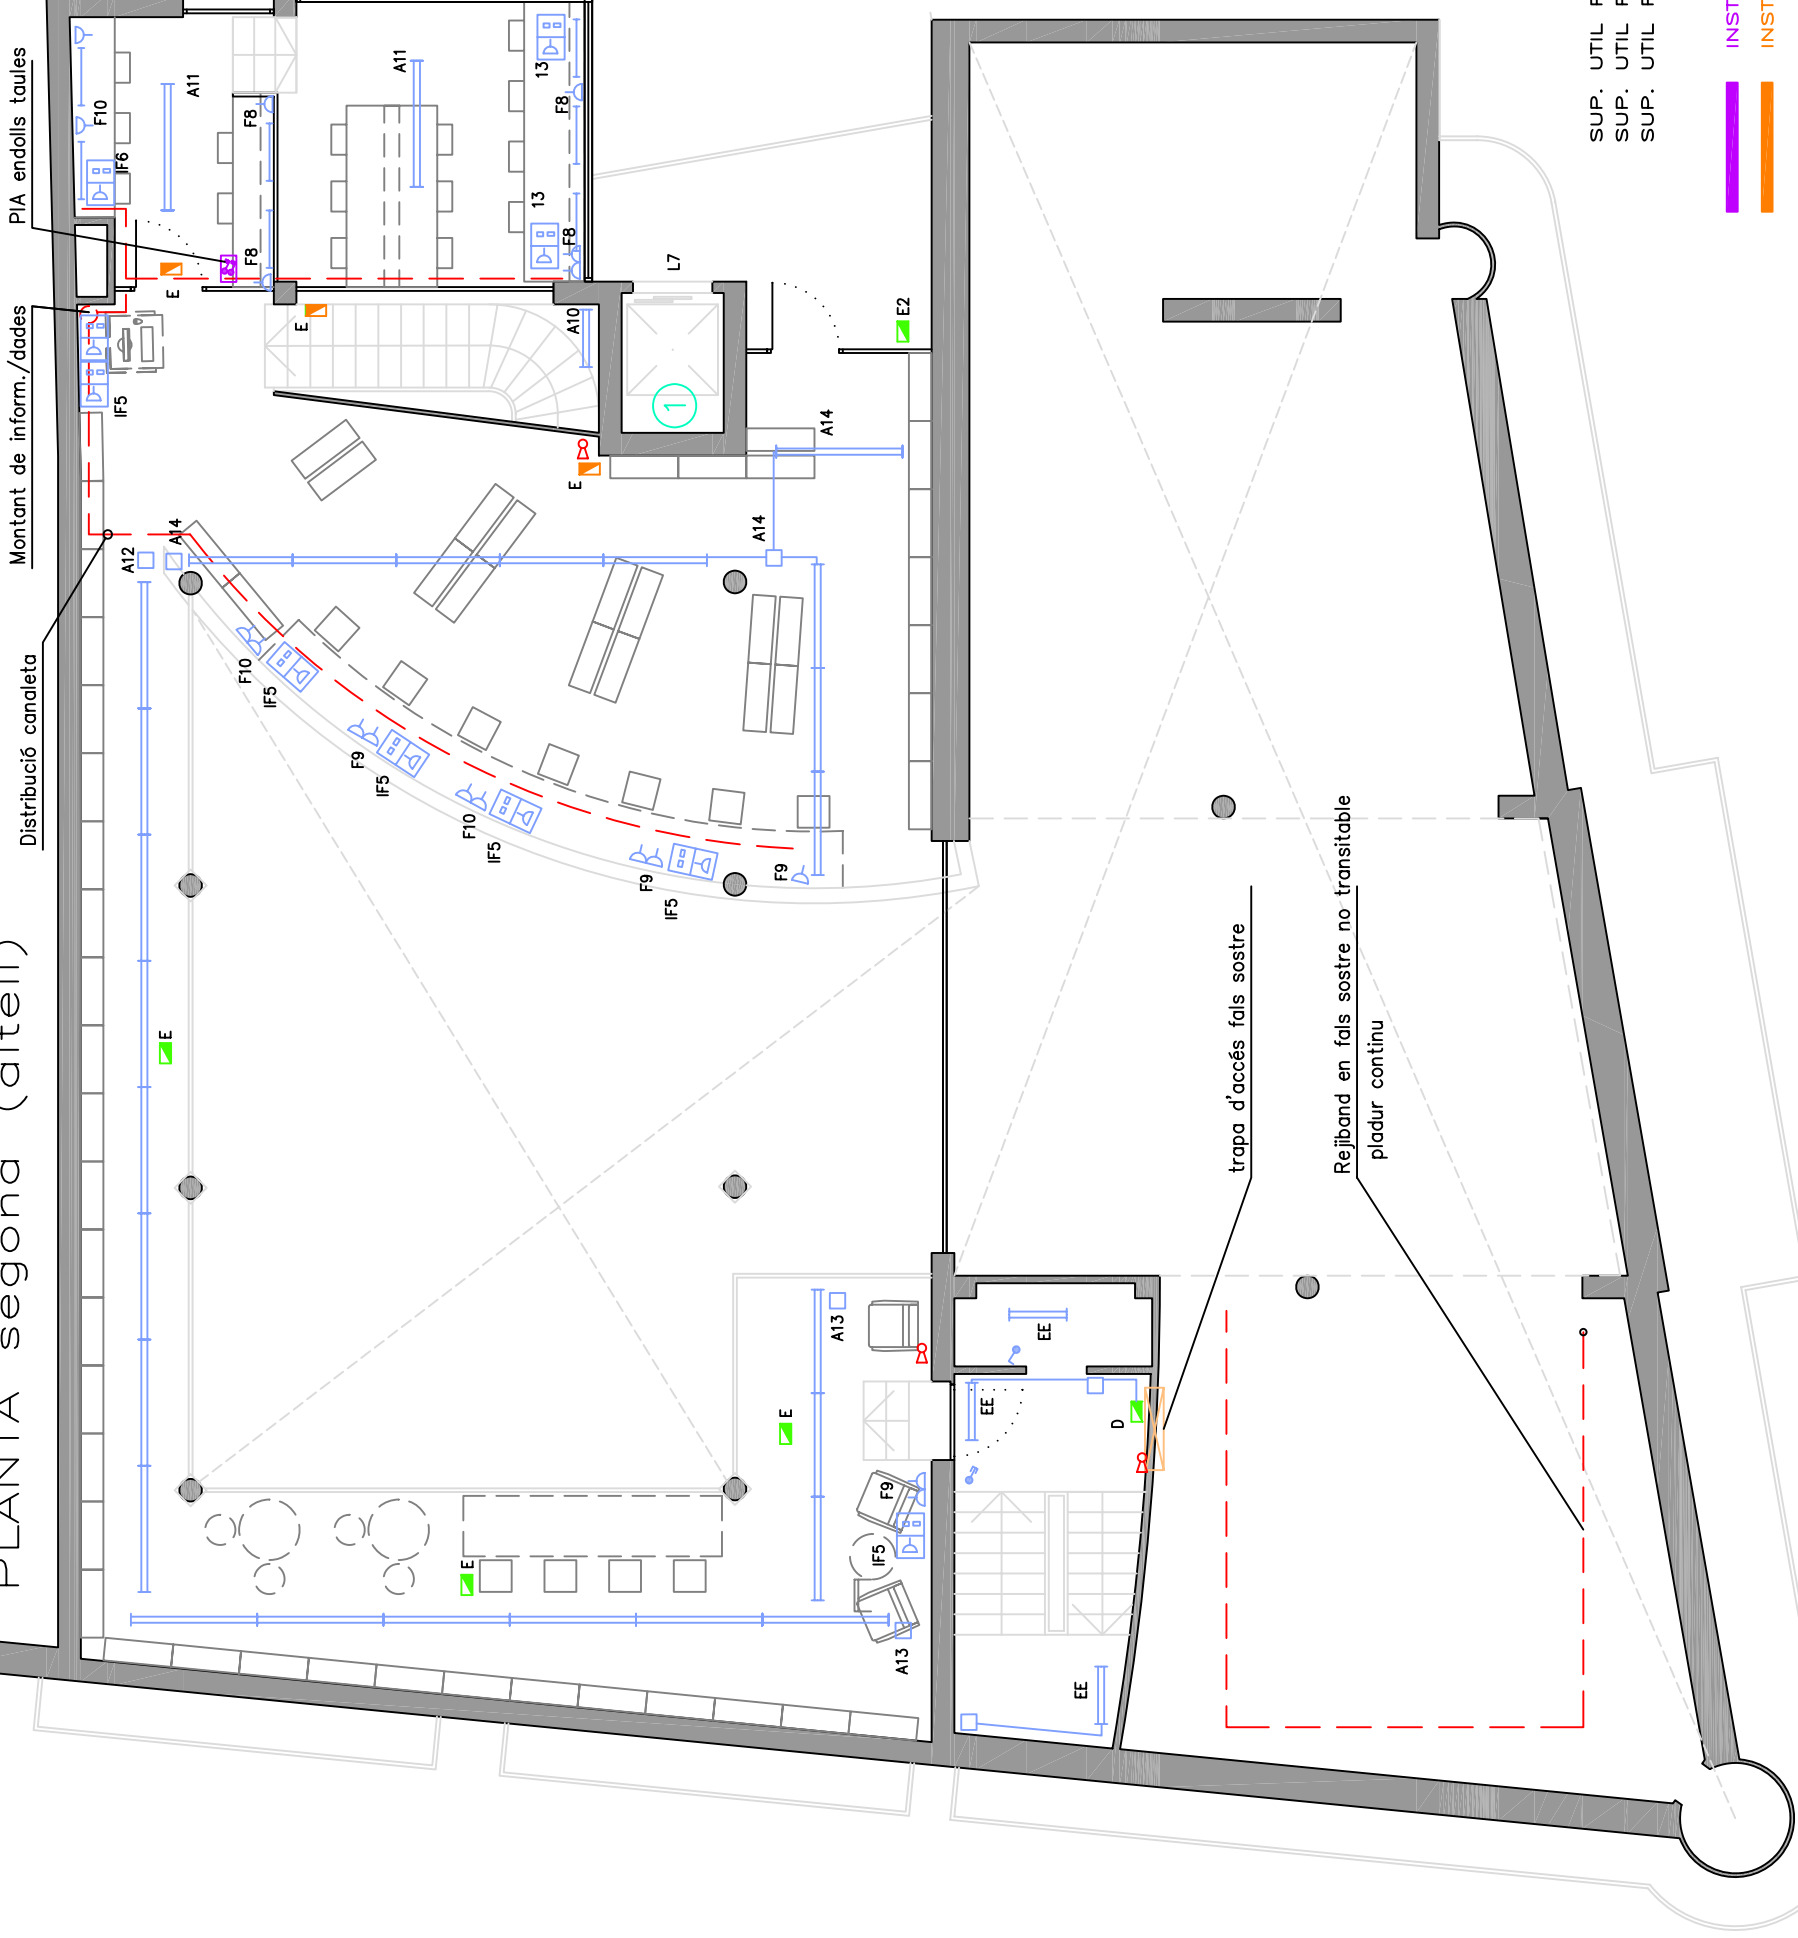 PLANTA segona (altell)
Distribució canaleta
Montant de inform./dades
PIA endolls taules
F10
IF6
A11
F8
F8
A11
13
F8
13
F8
E
E
IF5
A10
L7
E2
1
A14
E
A12
A14
A14
F10
IF5
F9
IF5
F10
IF5
F9
IF5
F9
E
E
E
A13
F9
IF5
A13
EE
EE
D
EE
trapa d'accés fals sostre
Rejiband en fals sostre no transitable
pladur continu
SUP. UTIL
SUP. UTIL
SUP. UTIL
INST
INST